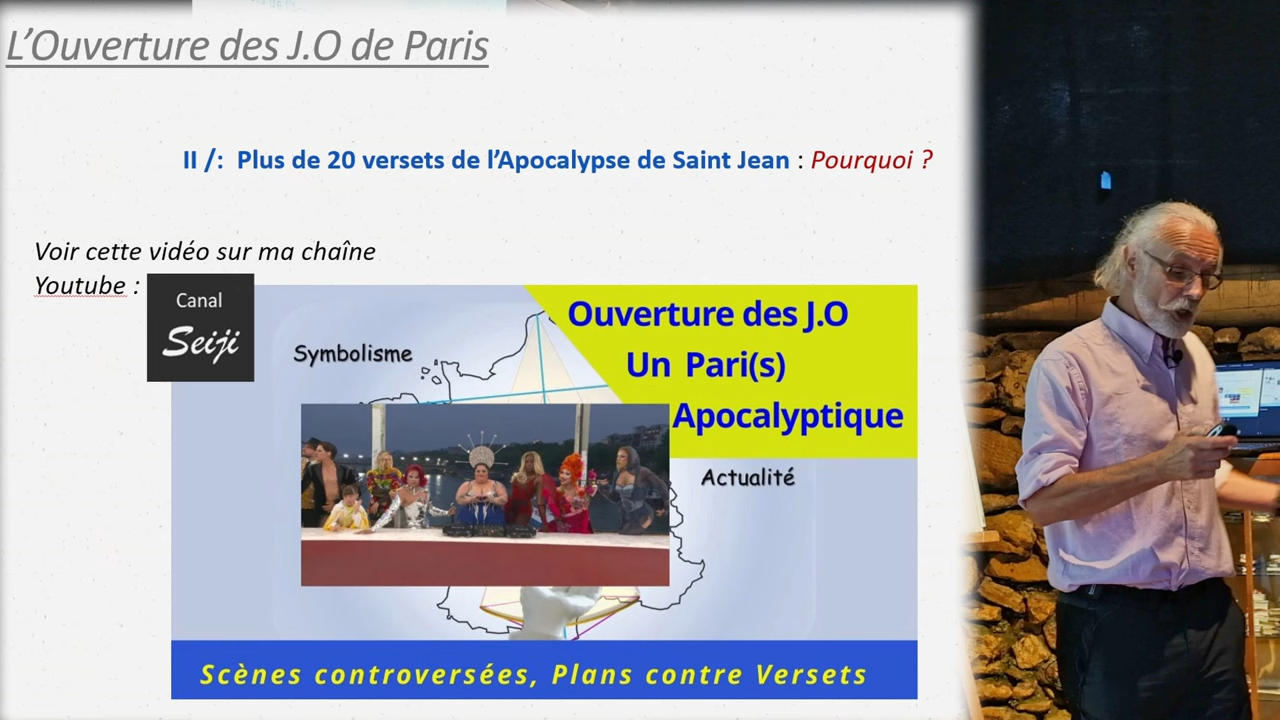 L'Ouverture des J.O de Paris
II /: Plus de 20 versets de l'Apocalypse de Saint Jean : Pourquoi ?
Voir cette vidéo sur ma chaîne
Youtube :
Canal
Seiji
Symbolisme
Ouverture des J.O
Un Pari(s)
Apocalyptique
Actualité
Scènes controversées, Plans contre Versets